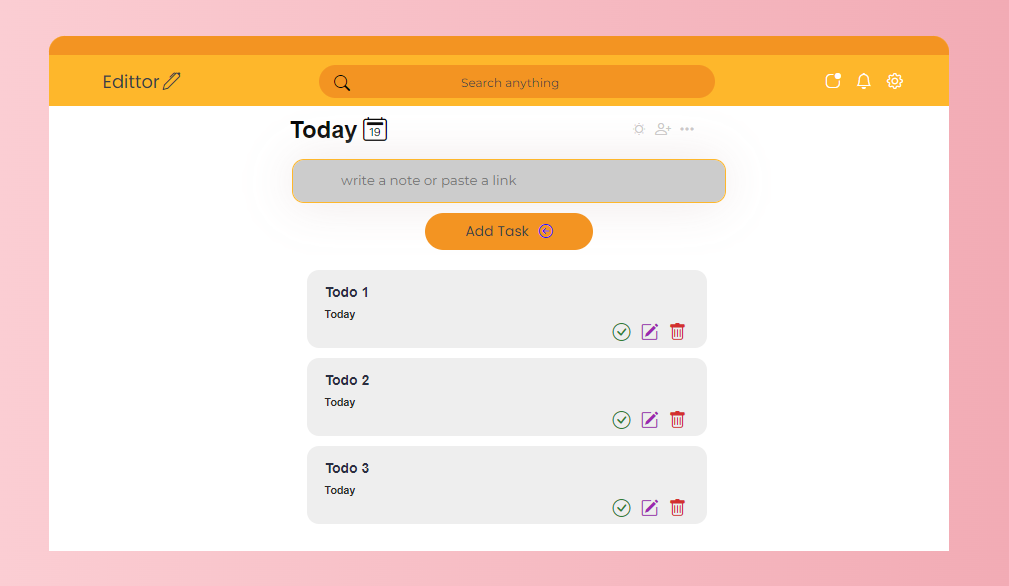 Edittor
Search anything
Today
19
write a note or paste a link
Add Task
Todo 1
Today
Todo 2
Today
Todo 3
Today